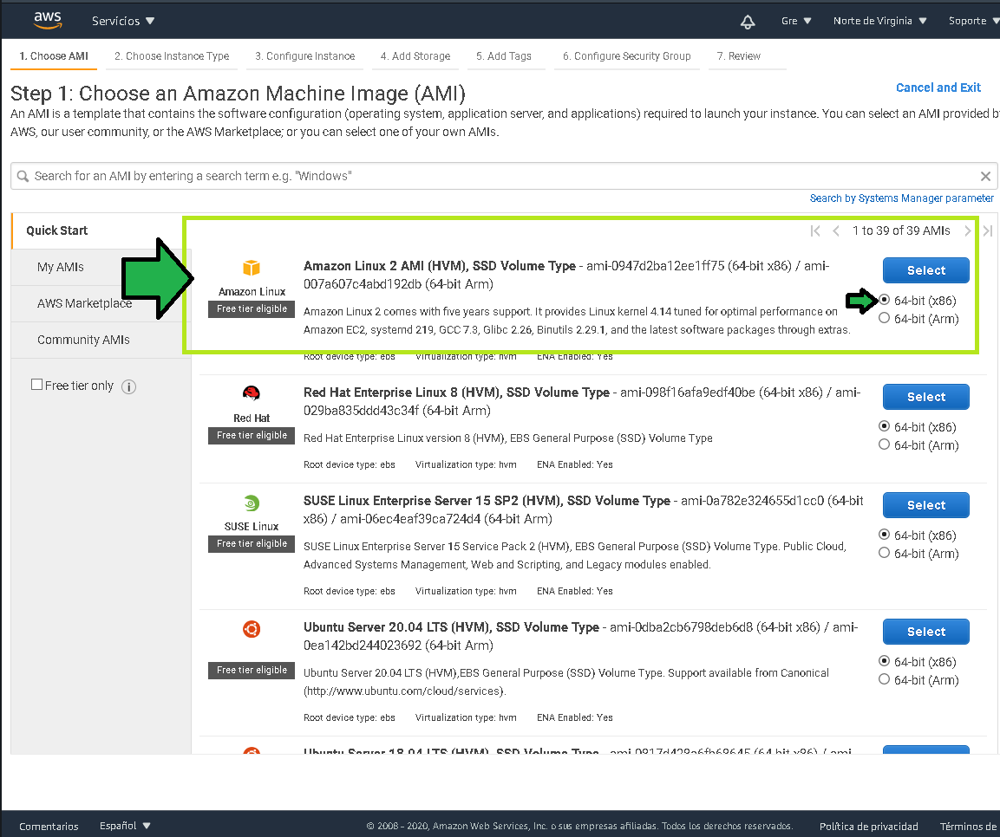 aws
Servicios
Gre
Norte de Virginia
Soporte
1. Choose AMI
2. Choose Instance Type
3. Configure Instance
4. Add Storage
5. Add Tags
6. Configure Security Group
7. Review
Step 1: Choose an Amazon Machine Image (AMI)
Cancel and Exit
An AMI is a template that contains the software configuration (operating system, application server, and applications) required to launch your instance. You can select an AMI provided
AWS, our user community, or the AWS Marketplace; or you can select one of your own AMIs.
Search for an AMI by entering a search term e.g. "Windows"
Search by Systems Manager parameter
Quick Start
My AMIs
AWS Marketplace
Community AMIs
Free tier only
1 to 39 of 39 AMIs
Amazon Linux
Free tier eligible
Amazon Linux 2 AMI (HVM), SSD Volume Type - ami-0947d2ba12ee1ff75 (64-bit x86) / ami-
007a607c4abd192db (64-bit Arm)
Amazon Linux 2 comes with five years support. It provides Linux kernel 4.14 tuned for optimal performance on
Amazon EC2, systemd 219, GCC 7.3, Glibc 2.26, Binutils 2.29.1, and the latest software packages through extras.
Root device type: ebs Virtualization type: hvm ENA Enabled: Yes
Select
64-bit (x86)
64-bit (Arm)
Red Hat
Free tier eligible
Red Hat Enterprise Linux 8 (HVM), SSD Volume Type - ami-098f16afa9edf40be (64-bit x86) / ami-
029ba835ddd43c34f (64-bit Arm)
Red Hat Enterprise Linux version 8 (HVM), EBS General Purpose (SSD) Volume Type
Root device type: ebs Virtualization type: hvm ENA Enabled: Yes
Select
64-bit (x86)
64-bit (Arm)
SUSE Linux
Free tier eligible
SUSE Linux Enterprise Server 15 SP2 (HVM), SSD Volume Type - ami-0a782e324655d1cc0 (64-bit
x86) / ami-06ec4eaf39ca724d4 (64-bit Arm)
SUSE Linux Enterprise Server 15 Service Pack 2 (HVM), EBS General Purpose (SSD) Volume Type. Public Cloud,
Advanced Systems Management, Web and Scripting, and Legacy modules enabled.
Root device type: ebs Virtualization type: hvm ENA Enabled: Yes
Select
64-bit (x86)
64-bit (Arm)
Free tier eligible
Ubuntu Server 20.04 LTS (HVM), SSD Volume Type - ami-0dba2cb6798deb6d8 (64-bit x86) / ami-
0ea142bd244023692 (64-bit Arm)
Ubuntu Server 20.04 LTS (HVM),EBS General Purpose (SSD) Volume Type. Support available from Canonical
(http://www.ubuntu.com/cloud/services).
Root device type: ebs Virtualization type: hvm ENA Enabled: Yes
Select
64-bit (x86)
64-bit (Arm)
Ubuntu Server 18.04 LTS (HVM), SSD Volume Type (64-bit x86) / ami-
Comentarios
Español
© 2008 - 2020, Amazon Web Services, Inc. o sus empresas afiliadas. Todos los derechos reservados.
Política de privacidad
Términos de